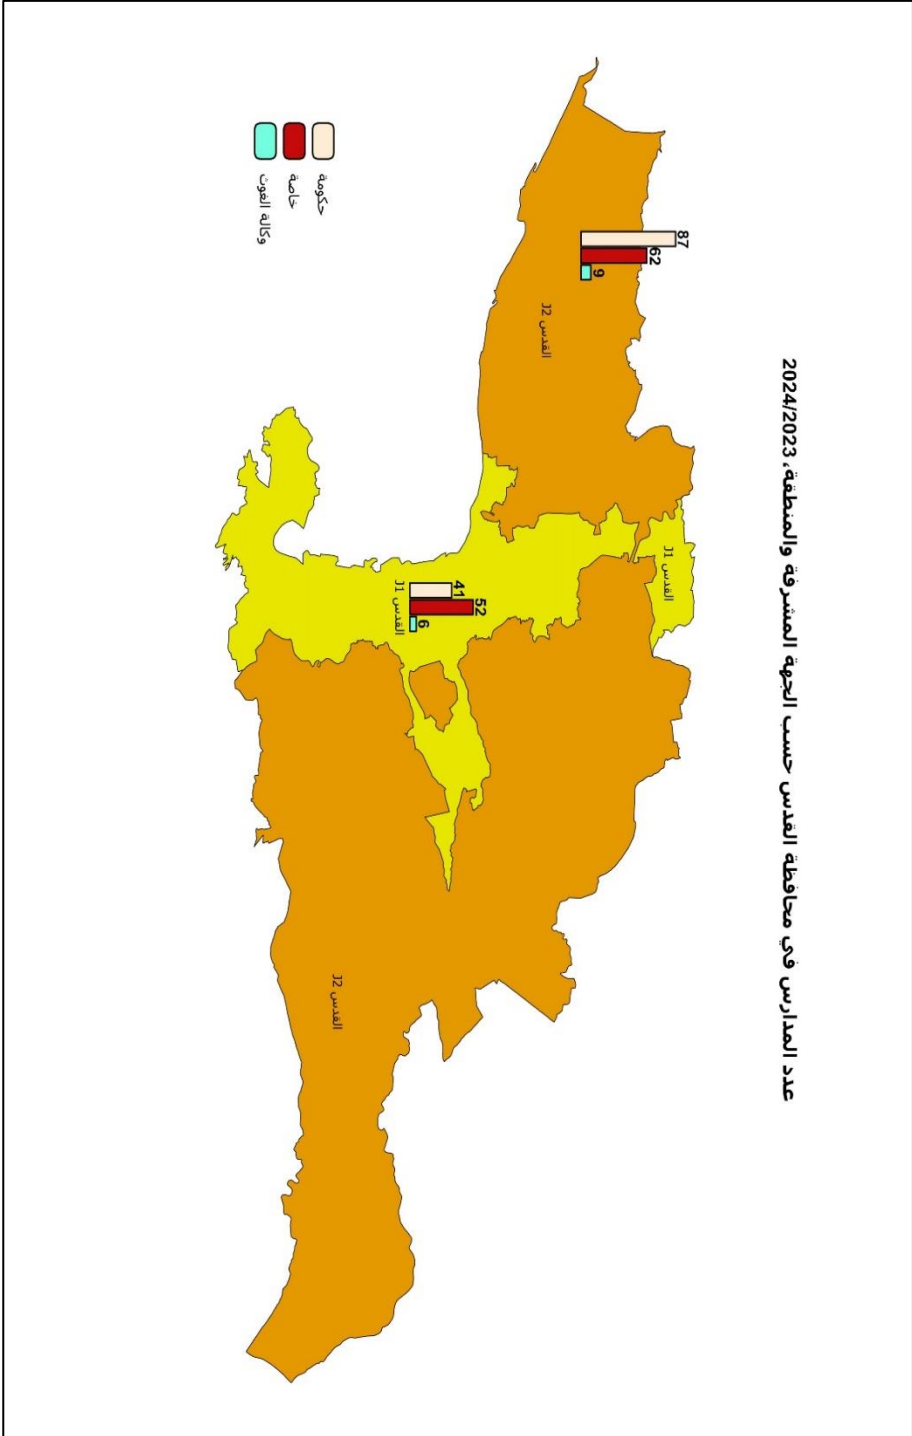 عدد المدارس في محافظة القدس حسب الجهة المشرفة والمنطقة، 2024/2023
87
62
9
القدس J2
القدس J1
41
52
6
القدس J1
القدس J2
حكومة
خاصة
وكالة الغوث